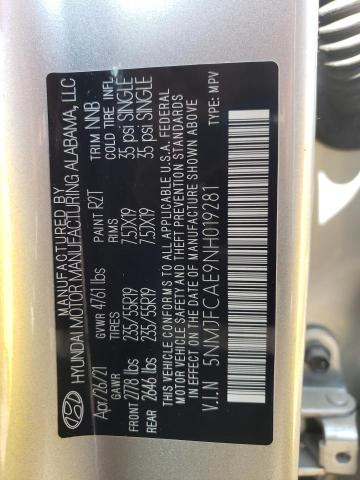 HYUNDAI MOTOR MANUFACTURING ALABAMA, LLC
Apr/26/21 GVWR 4761 lbs PAINT R2T TRIM NNB
GAWR TIRES RIMS COLD TIRE INFL
FRONT 2778 lbs 235/55R19 7.5JX19 35 psi SINGLE
REAR 2646 lbs 235/55R19 7.5JX19 35 psi SINGLE
THIS VEHICLE CONFORMS TO ALL APPLICABLE U.S.A. FEDERAL
MOTOR VEHICLE SAFETY, BUMPER, AND THEFT PREVENTION
STANDARDS IN EFFECT ON THE DATE OF MANUFACTURE SHOWN ABOVE
V.I.N 5NMJFCAE9NH019281 TYPE: MPV